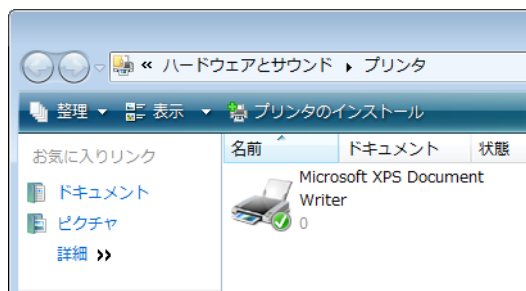 « ハードウェアとサウンド ▸ プリンタ
整理 ▼ 表示 ▼ プリンタのインストール
お気に入りリンク
ドキュメント
ピクチャ
詳細 »
名前 ドキュメント 状態
Microsoft XPS Document
Writer
0